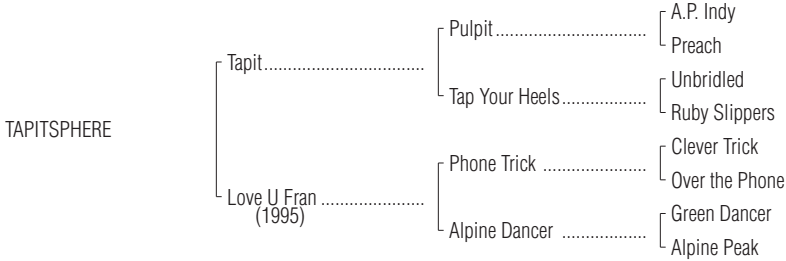 A.P. Indy
Pulpit................................
Preach
Tapit..................................
Unbridled
Tap Your Heels..................
Ruby Slippers
TAPITSPHERE
Clever Trick
Phone Trick ......................
Over the Phone
Love U Fran ......................
(1995)
Green Dancer
Alpine Dancer ..................
Alpine Peak